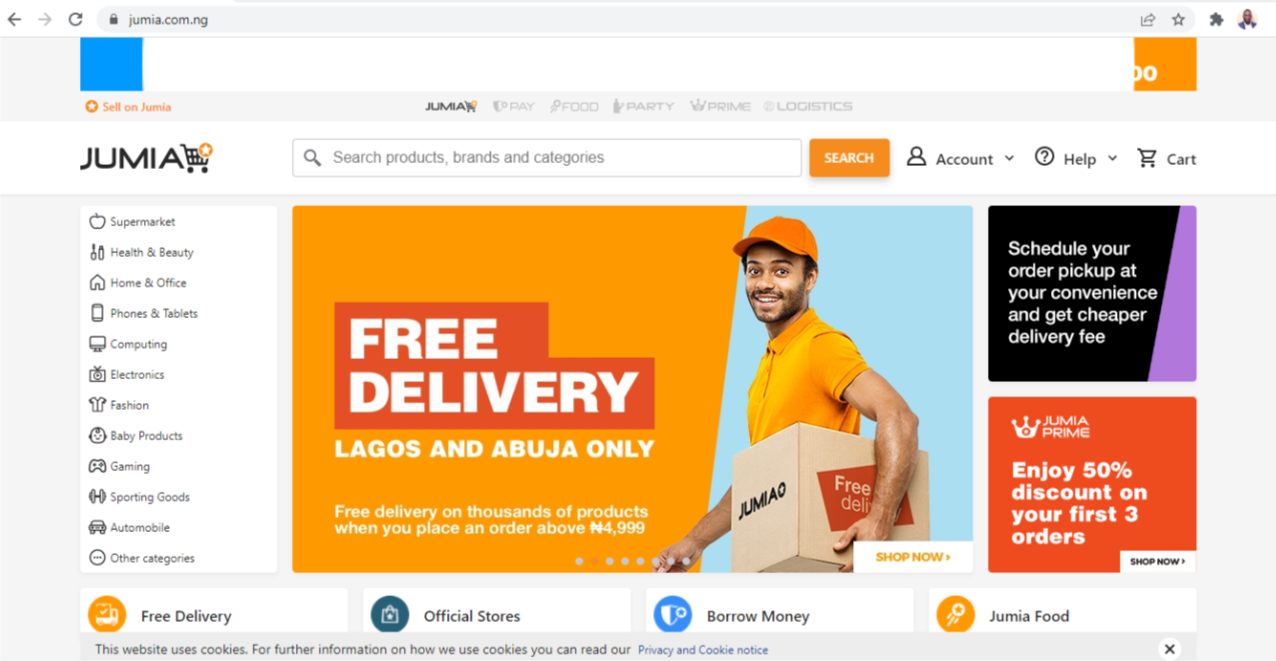 jumia.com.ng
00
Sell on Jumia
JUMIA PAY FOOD PARTY PRIME LOGISTICS
JUMIA
Search products, brands and categories
SEARCH
Account
Help
Cart
Supermarket
Health & Beauty
Home & Office
Phones & Tablets
Computing
Electronics
Fashion
Baby Products
Gaming
Sporting Goods
Automobile
Other categories
FREE
DELIVERY
LAGOS AND ABUJA ONLY
Free delivery on thousands of products
when you place an order above ₦4,999
JUMIA
Free
deli
SHOP NOW ›
Schedule your
order pickup at
your convenience
and get cheaper
delivery fee
JUMIA
PRIME
Enjoy 50%
discount on
your first 3
orders
SHOP NOW ›
Free Delivery
Official Stores
Borrow Money
Jumia Food
This website uses cookies. For further information on how we use cookies you can read our Privacy and Cookie notice